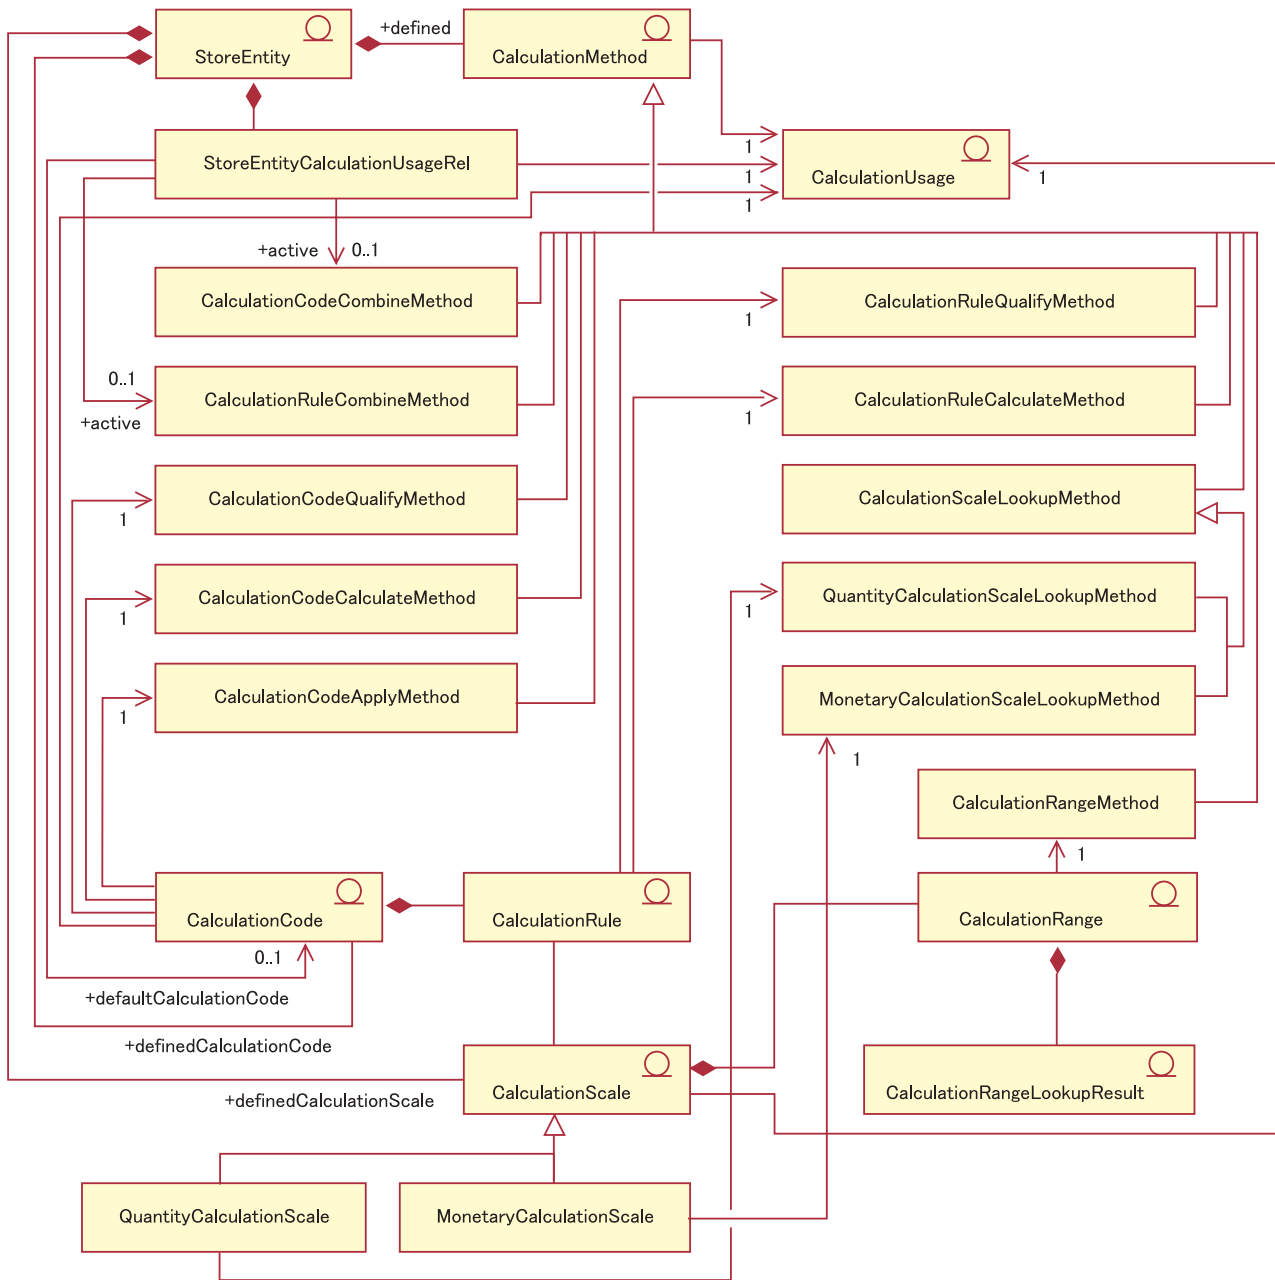 +defined
StoreEntity
CalculationMethod
1
StoreEntityCalculationUsageRel
1
CalculationUsage
1
1
+active
0..1
CalculationCodeCombineMethod
CalculationRuleQualifyMethod
1
0..1
CalculationRuleCombineMethod
CalculationRuleCalculateMethod
+active
1
CalculationCodeQualifyMethod
CalculationScaleLookupMethod
1
CalculationCodeCalculateMethod
QuantityCalculationScaleLookupMethod
1
1
CalculationCodeApplyMethod
MonetaryCalculationScaleLookupMethod
1
1
CalculationRangeMethod
1
CalculationCode
CalculationRule
CalculationRange
0..1
+defaultCalculationCode
+definedCalculationCode
CalculationScale
CalculationRangeLookupResult
+definedCalculationScale
QuantityCalculationScale
MonetaryCalculationScale